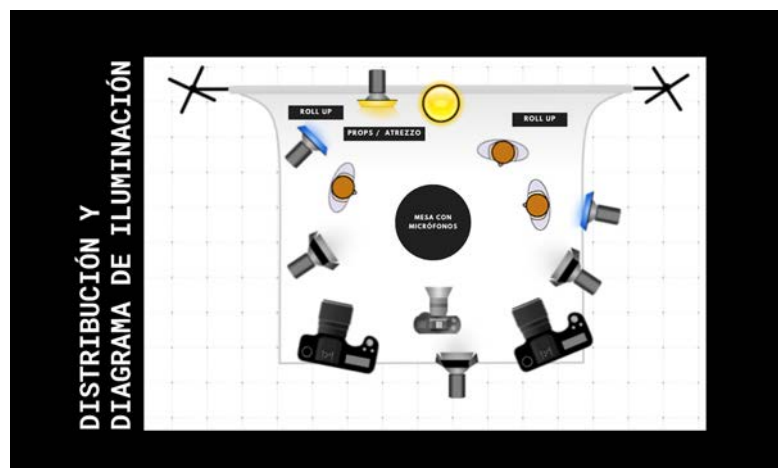 DISTRIBUCIÓN Y
DIAGRAMA DE ILUMINACIÓN
ROLL UP
ROLL UP
PROPS / ATREZZO
MESA CON
MICRÓFONOS